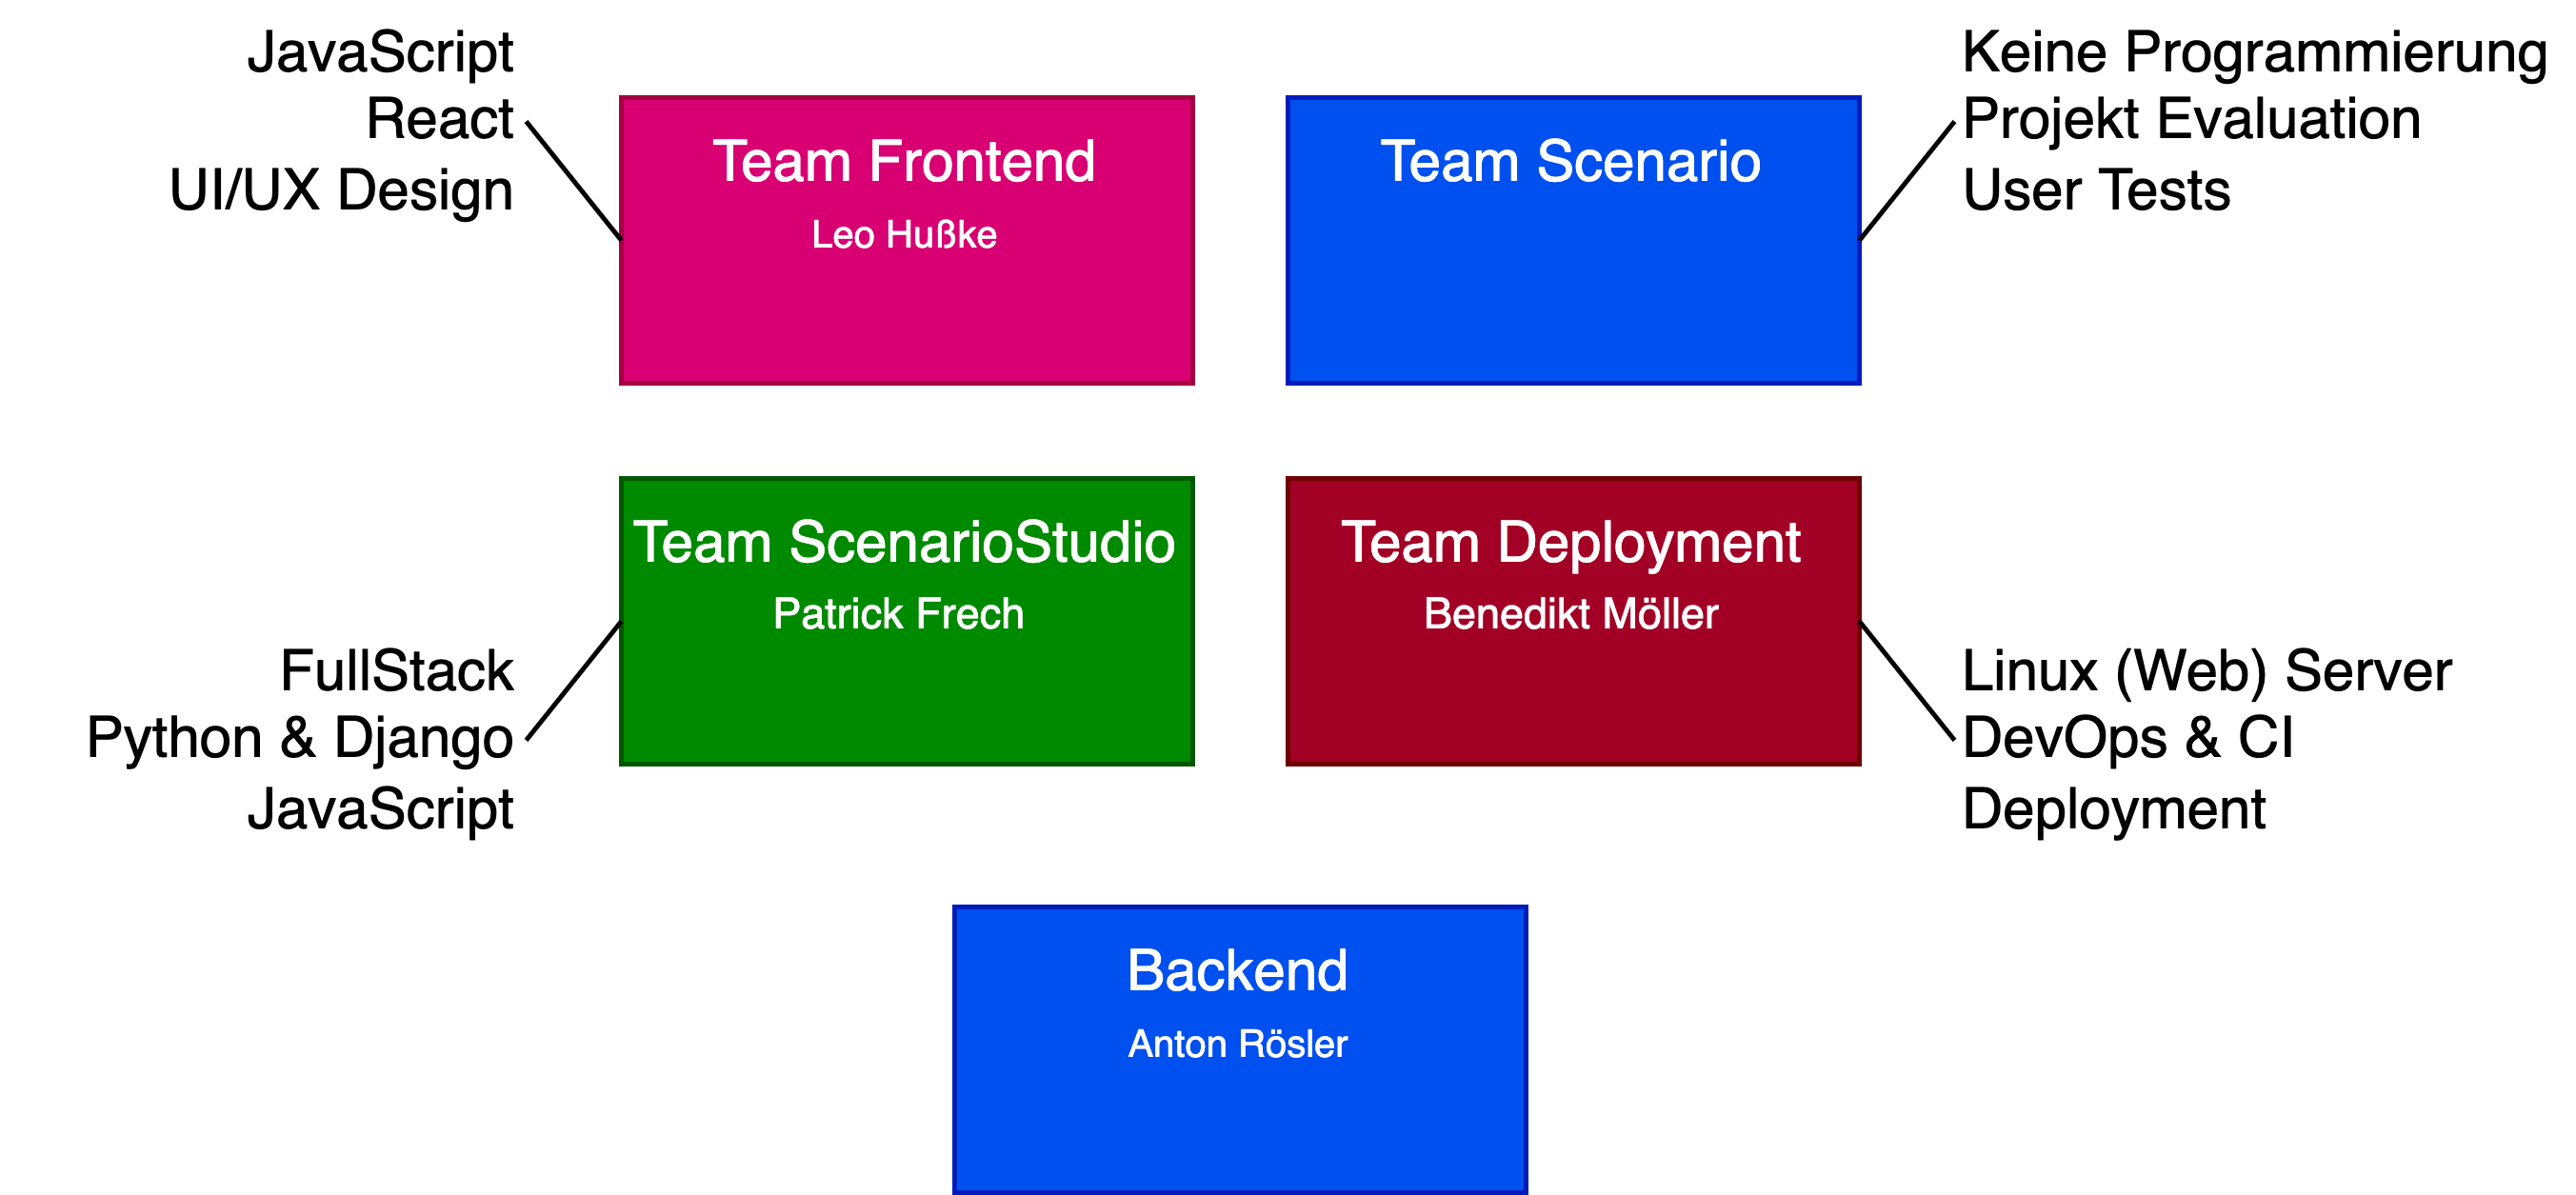 JavaScript
React
UI/UX Design
Team Frontend
Leo Hußke
Team Scenario
Keine Programmierung
Projekt Evaluation
User Tests
Team ScenarioStudio
Patrick Frech
FullStack
Python & Django
JavaScript
Team Deployment
Benedikt Möller
Linux (Web) Server
DevOps & CI
Deployment
Backend
Anton Rösler